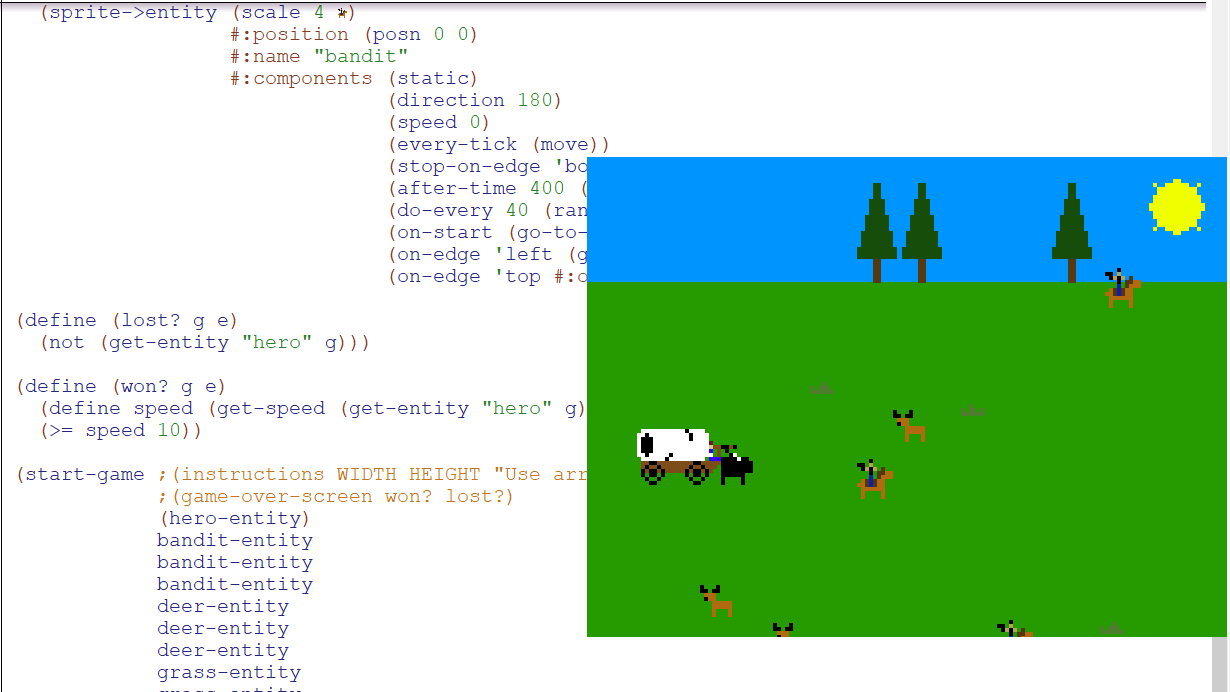 (sprite->entity (scale 4 )
#:position (posn 0 0)
#:name "bandit"
#:components (static)
(direction 180)
(speed 0)
(every-tick (move))
(stop-on-edge 'bo
(after-time 400 (
(do-every 40 (ran
(on-start (go-to-
(on-edge 'left (g
(on-edge 'top #:o
(define (lost? g e)
(not (get-entity "hero" g)))
(define (won? g e)
(define speed (get-speed (get-entity "hero" g)
(>= speed 10))
(start-game ;(instructions WIDTH HEIGHT "Use arr
;(game-over-screen won? lost?)
(hero-entity)
bandit-entity
bandit-entity
bandit-entity
deer-entity
deer-entity
deer-entity
grass-entity